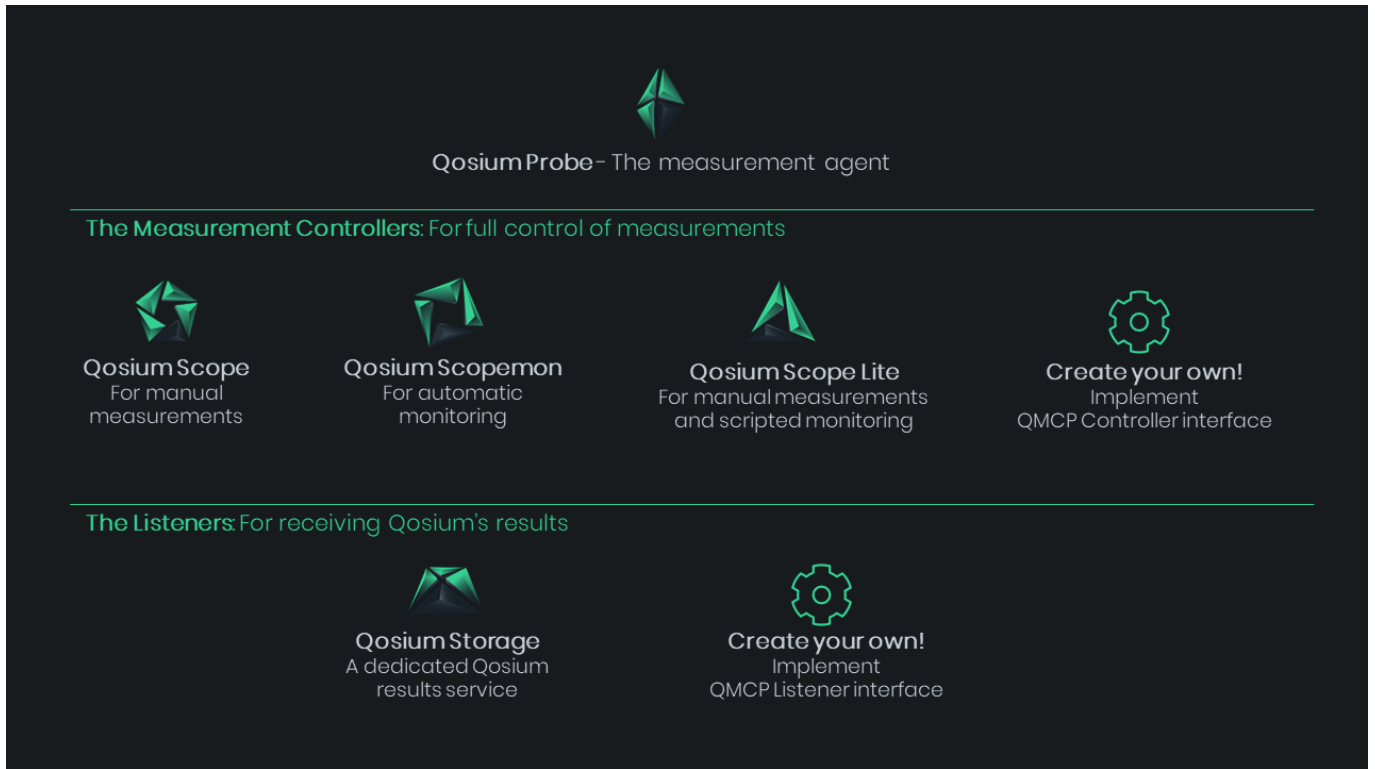 Qosium Probe - The measurement agent
The Measurement Controllers: For full control of measurements
Qosium Scope
For manual
measurements
Qosium Scopemon
For automatic
monitoring
Qosium Scope Lite
For manual measurements
and scripted monitoring
Create your own!
Implement
QMCP Controller interface
The Listeners: For receiving Qosium's results
Qosium Storage
A dedicated Qosium
results service
Create your own!
Implement
QMCP Listener interface